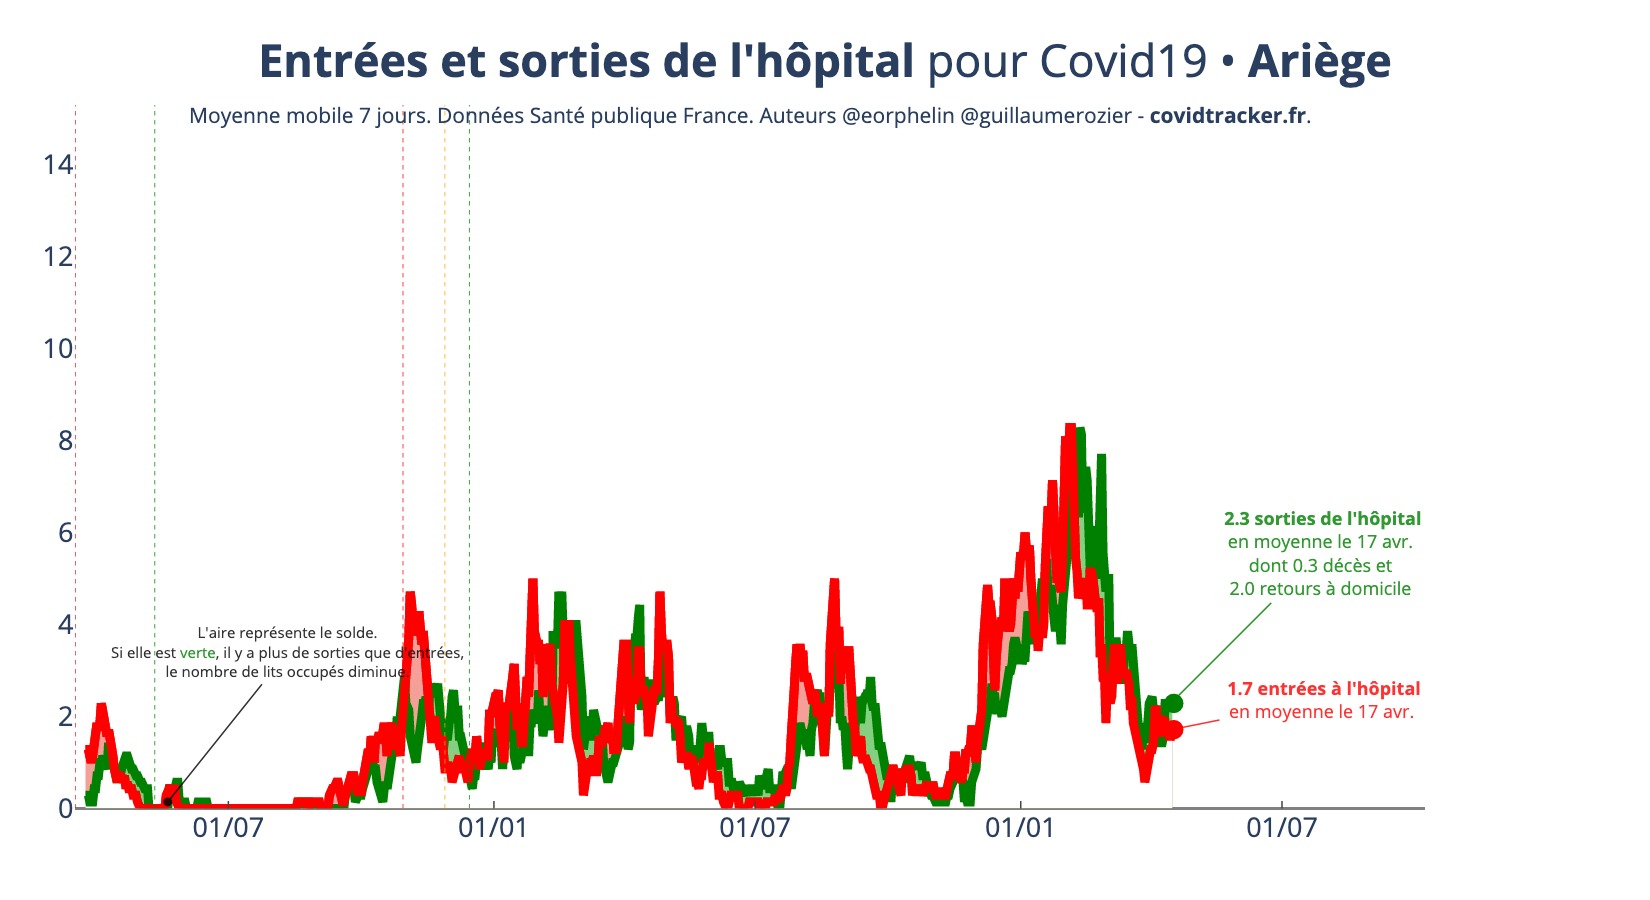 Entrées et sorties de l'hôpital pour Covid19 • Ariège
Moyenne mobile 7 jours. Données Santé publique France. Auteurs @eorphelin @guillaumerozier - covidtracker.fr.
14
12
10
8
6
4
2
0
L'aire représente le solde.
Si elle est verte, il y a plus de sorties que d'entrées,
le nombre de lits occupés diminue.
2.3 sorties de l'hôpital
en moyenne le 17 avr.
dont 0.3 décès et
2.0 retours à domicile
1.7 entrées à l'hôpital
en moyenne le 17 avr.
01/07
01/01
01/07
01/01
01/07